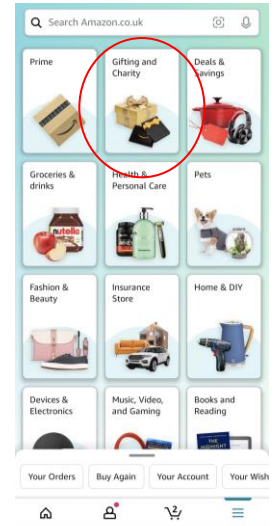 Search Amazon.co.uk
Prime
Gifting and
Charity
Deals &
Savings
Groceries &
drinks
Health &
Personal Care
Pets
nutella
Fashion &
Beauty
Insurance
Store
Home & DIY
Devices &
Electronics
Music, Video,
and Gaming
Books and
Reading
THE
MIDNIGHT
Your Orders
Buy Again
Your Account
Your Wish
2